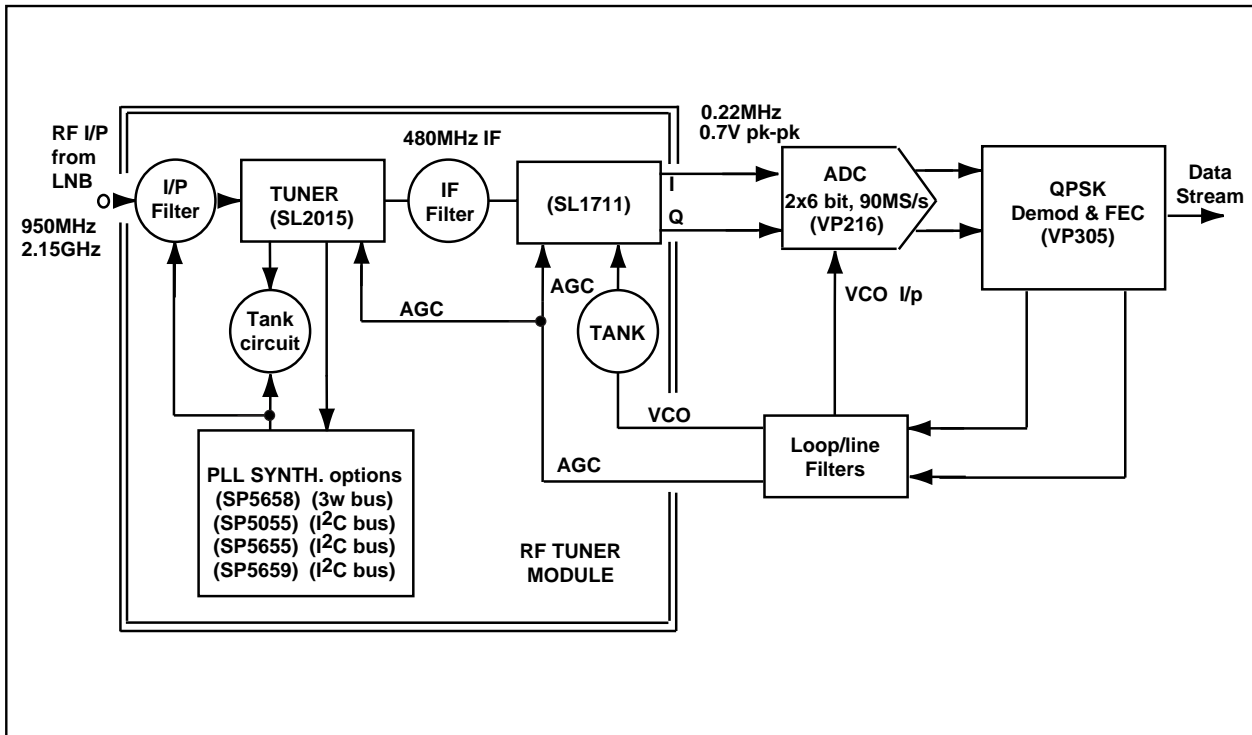 RF I/P
from
LNB
950MHz
2.15GHz
I/P
Filter
TUNER
(SL2015)
480MHz IF
IF
Filter
(SL1711)
I
Q
0.22MHz
0.7V pk-pk
ADC
2x6 bit, 90MS/s
(VP216)
QPSK
Demod & FEC
(VP305)
Data
Stream
Tank
circuit
AGC
AGC
TANK
VCO I/p
VCO
AGC
Loop/line
Filters
PLL SYNTH. options
(SP5658) (3w bus)
(SP5055) (I2C bus)
(SP5655) (I2C bus)
(SP5659) (I2C bus)
RF TUNER
MODULE